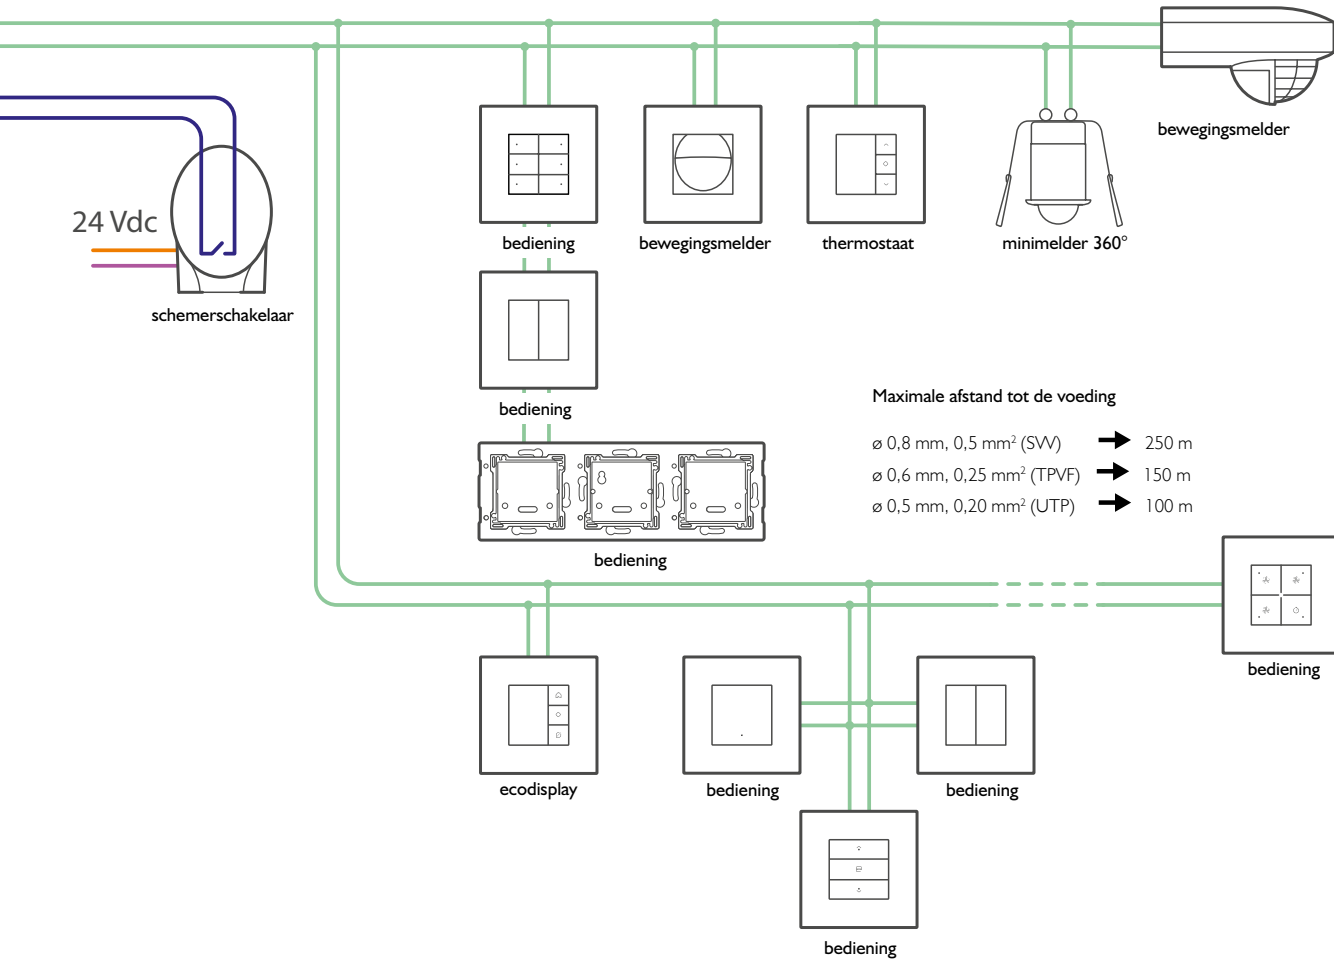 bewegingsmelder
24 Vdc
schemerschakelaar
bediening
bewegingsmelder
thermostaat
minimelder 360°
bediening
Maximale afstand tot de voeding
ø 0,8 mm, 0,5 mm² (SVV) 250 m
ø 0,6 mm, 0,25 mm² (TPVF) 150 m
ø 0,5 mm, 0,20 mm² (UTP) 100 m
bediening
bediening
ecodisplay
bediening
bediening
bediening